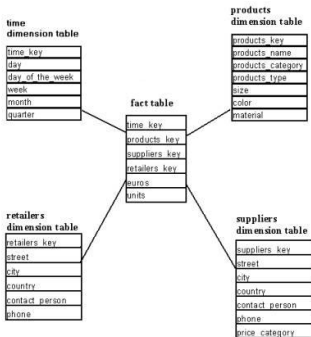 time
dimension table
time_key
day
day_of_the_week
week
month
quarter
products
dimension table
products_key
products_name
products_category
products_type
size
color
material
fact table
time_key
products_key
suppliers_key
retailers_key
euros
units
retailers
dimension table
retailers_key
street
city
country
contact_person
phone
suppliers
dimension table
suppliers_key
street
city
country
contact_person
phone
price_category